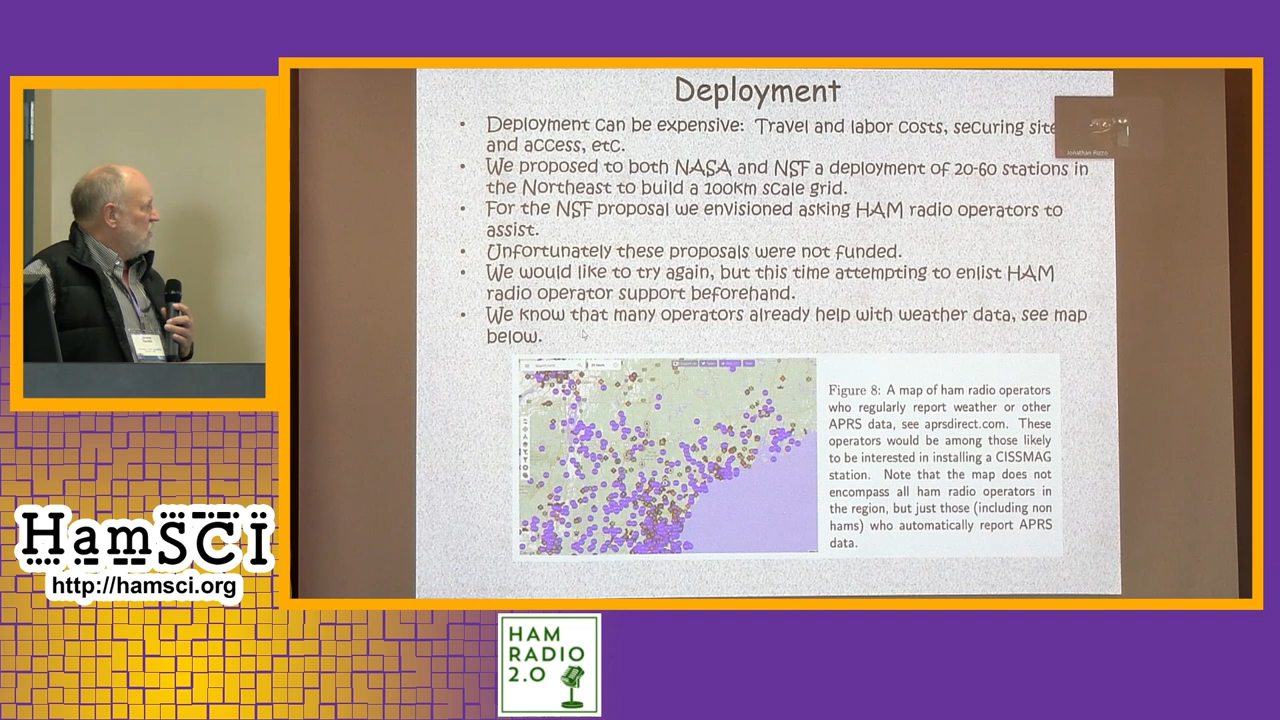 Deployment
• Deployment can be expensive: Travel and labor costs, securing site
and access, etc.
• We proposed to both NASA and NSF a deployment of 20-60 stations in
the Northeast to build a 100km scale grid.
• For the NSF proposal we envisioned asking HAM radio operators to
assist.
• Unfortunately these proposals were not funded.
• We would like to try again, but this time attempting to enlist HAM
radio operator support beforehand.
• We know that many operators already help with weather data, see map
below.
Figure 8: A map of ham radio operators
who regularly report weather or other
APRS data, see aprsdirect.com. These
operators would be among those likely
to be interested in installing a CISSMAG
station. Note that the map does not
encompass all ham radio operators in
the region, but just those (including non
hams) who automatically report APRS
data.
HamSCI
http://hamsci.org
HAM
RADIO
2.0